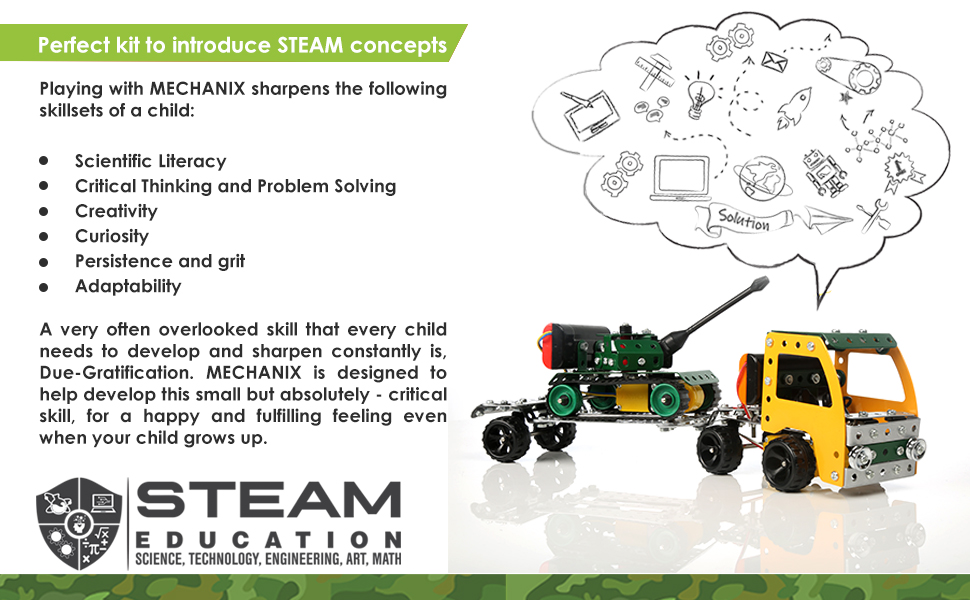 Perfect kit to introduce STEAM concepts
Playing with MECHANIX sharpens the following
skillsets of a child:
● Scientific Literacy
● Critical Thinking and Problem Solving
● Creativity
● Curiosity
● Persistence and grit
● Adaptability
A very often overlooked skill that every child
needs to develop and sharpen constantly is,
Due-Gratification. MECHANIX is designed to
help develop this small but absolutely - critical
skill, for a happy and fulfilling feeling even
when your child grows up.
STEAM
EDUCATION
SCIENCE, TECHNOLOGY, ENGINEERING, ART, MATH
√x
÷
π
x
1
Solution